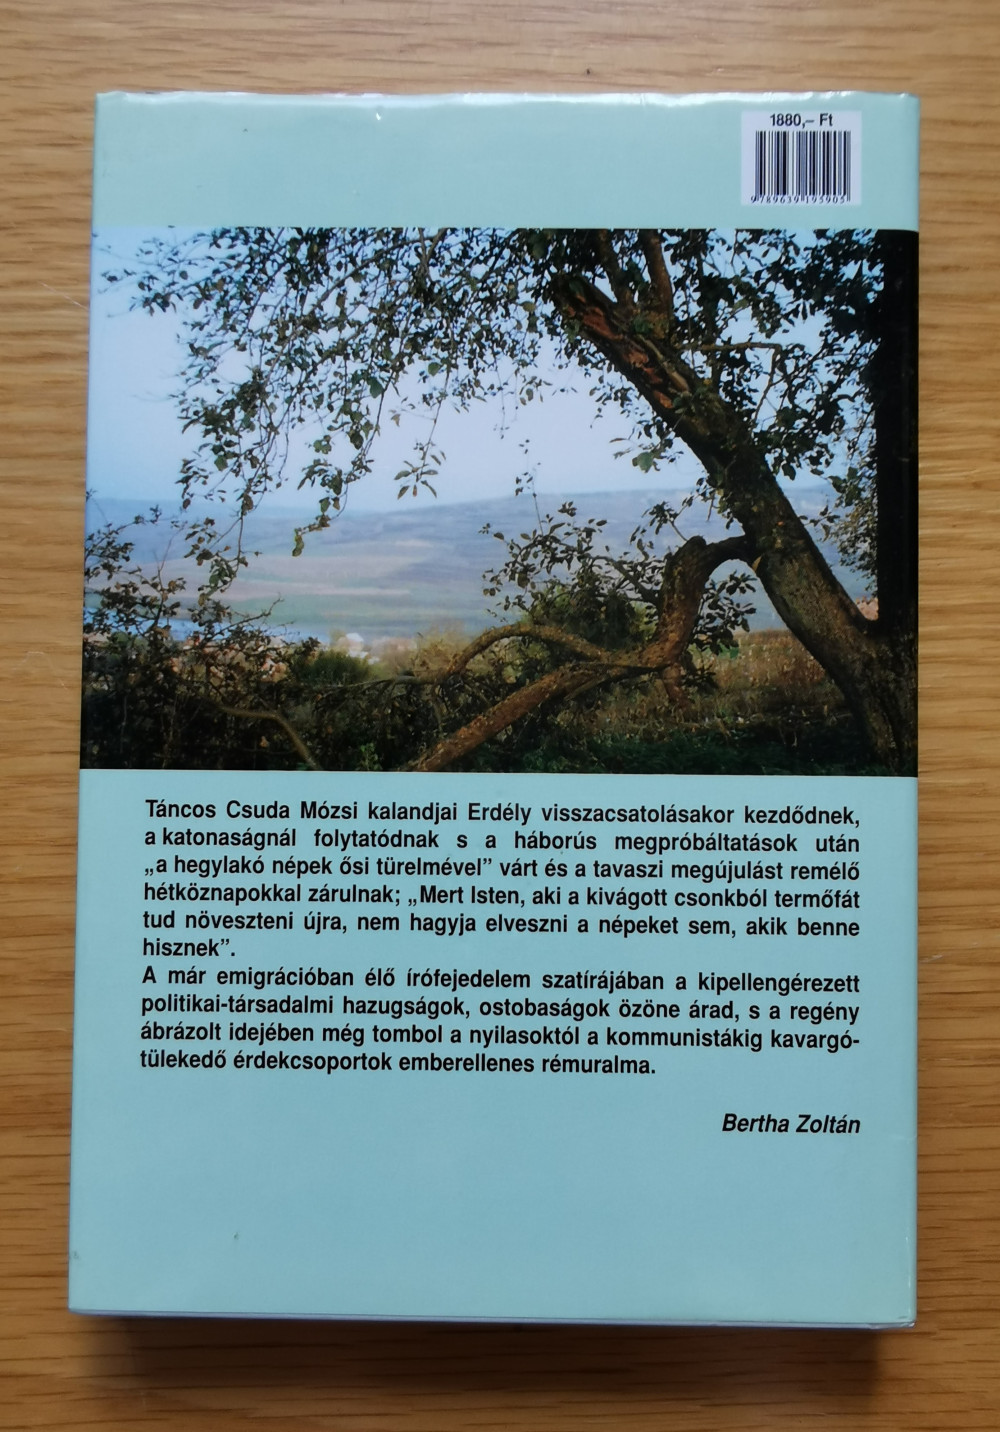 1880,– Ft
9789639195905
Táncos Csuda Mózsi kalandjai Erdély visszacsatolásakor kezdődnek,
a katonaságnál folytatódnak s a háborús megpróbáltatások után
„a hegylakó népek ősi türelmével” várt és a tavaszi megújulást remélő
hétköznapokkal zárulnak; „Mert Isten, aki a kivágott csonkból termőfát
tud növeszteni újra, nem hagyja elveszni a népeket sem, akik benne
hisznek”.
A már emigrációban élő írófejedelem szatírájában a kipellengérezett
politikai-társadalmi hazugságok, ostobaságok özöne árad, s a regény
ábrázolt idejében még tombol a nyilasoktól a kommunistákig kavargó-
tülekedő érdekcsoportok emberellenes rémuralma.
Bertha Zoltán